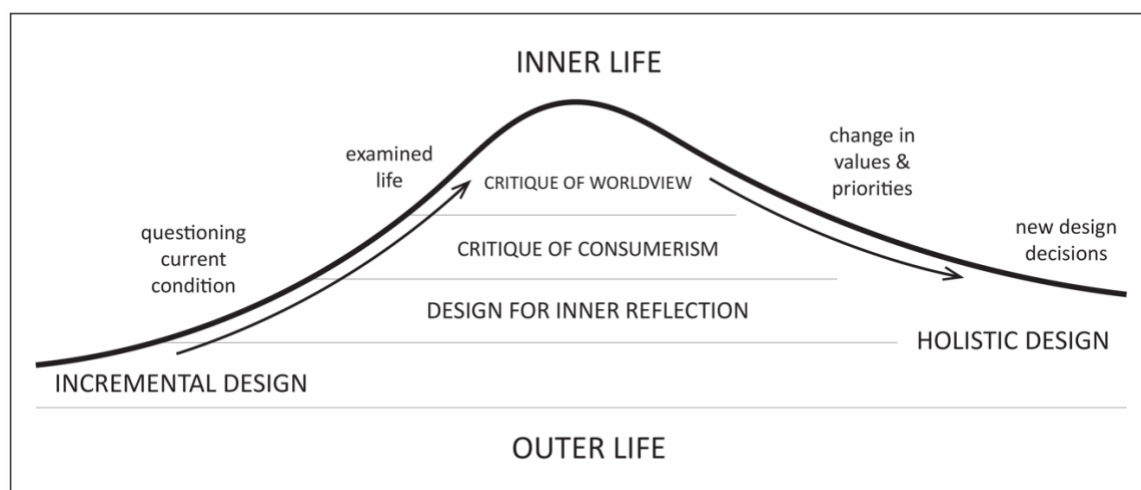 INNER LIFE
examined
life
change in
values &
priorities
CRITIQUE OF WORLDVIEW
questioning
current
condition
CRITIQUE OF CONSUMERISM
new design
decisions
DESIGN FOR INNER REFLECTION
HOLISTIC DESIGN
INCREMENTAL DESIGN
OUTER LIFE